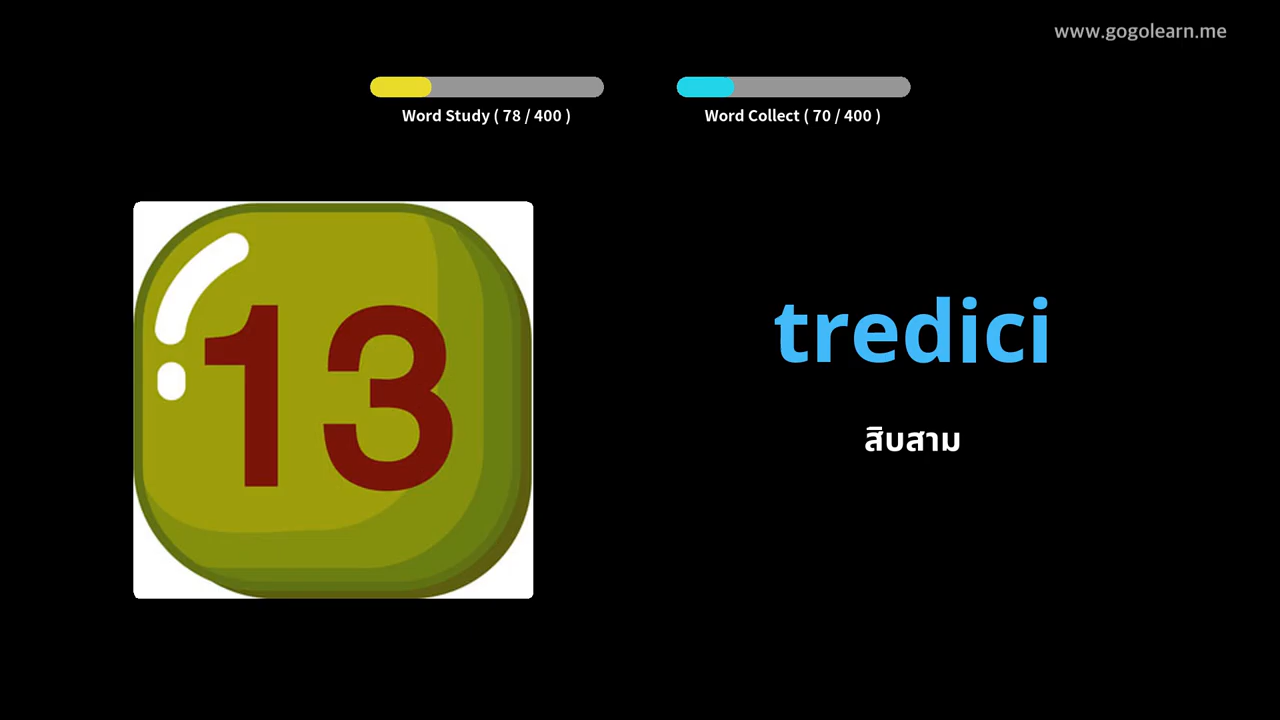 www.gogolearn.me
Word Study ( 78 / 400 )
Word Collect ( 70 / 400 )
13
tredici
สิบสาม